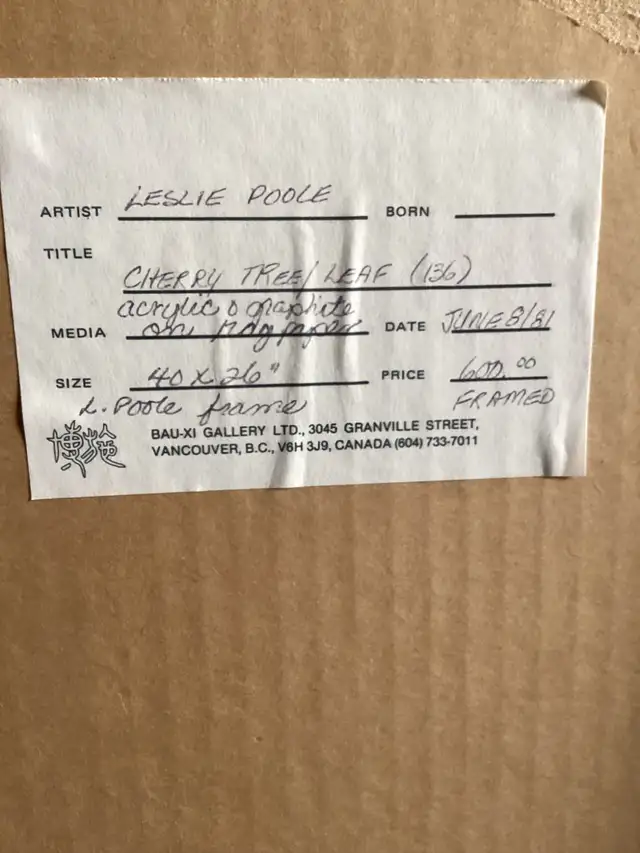 ARTIST LESLIE POOLE BORN
TITLE
CHERRY TREE/LEAF (136)
acrylic & graphite
MEDIA on rag paper DATE JUNE 8/81
SIZE 40 x 26" PRICE 600.00
L. Poole frame FRAMED
BAU-XI GALLERY LTD., 3045 GRANVILLE STREET,
VANCOUVER, B.C., V6H 3J9, CANADA (604) 733-7011